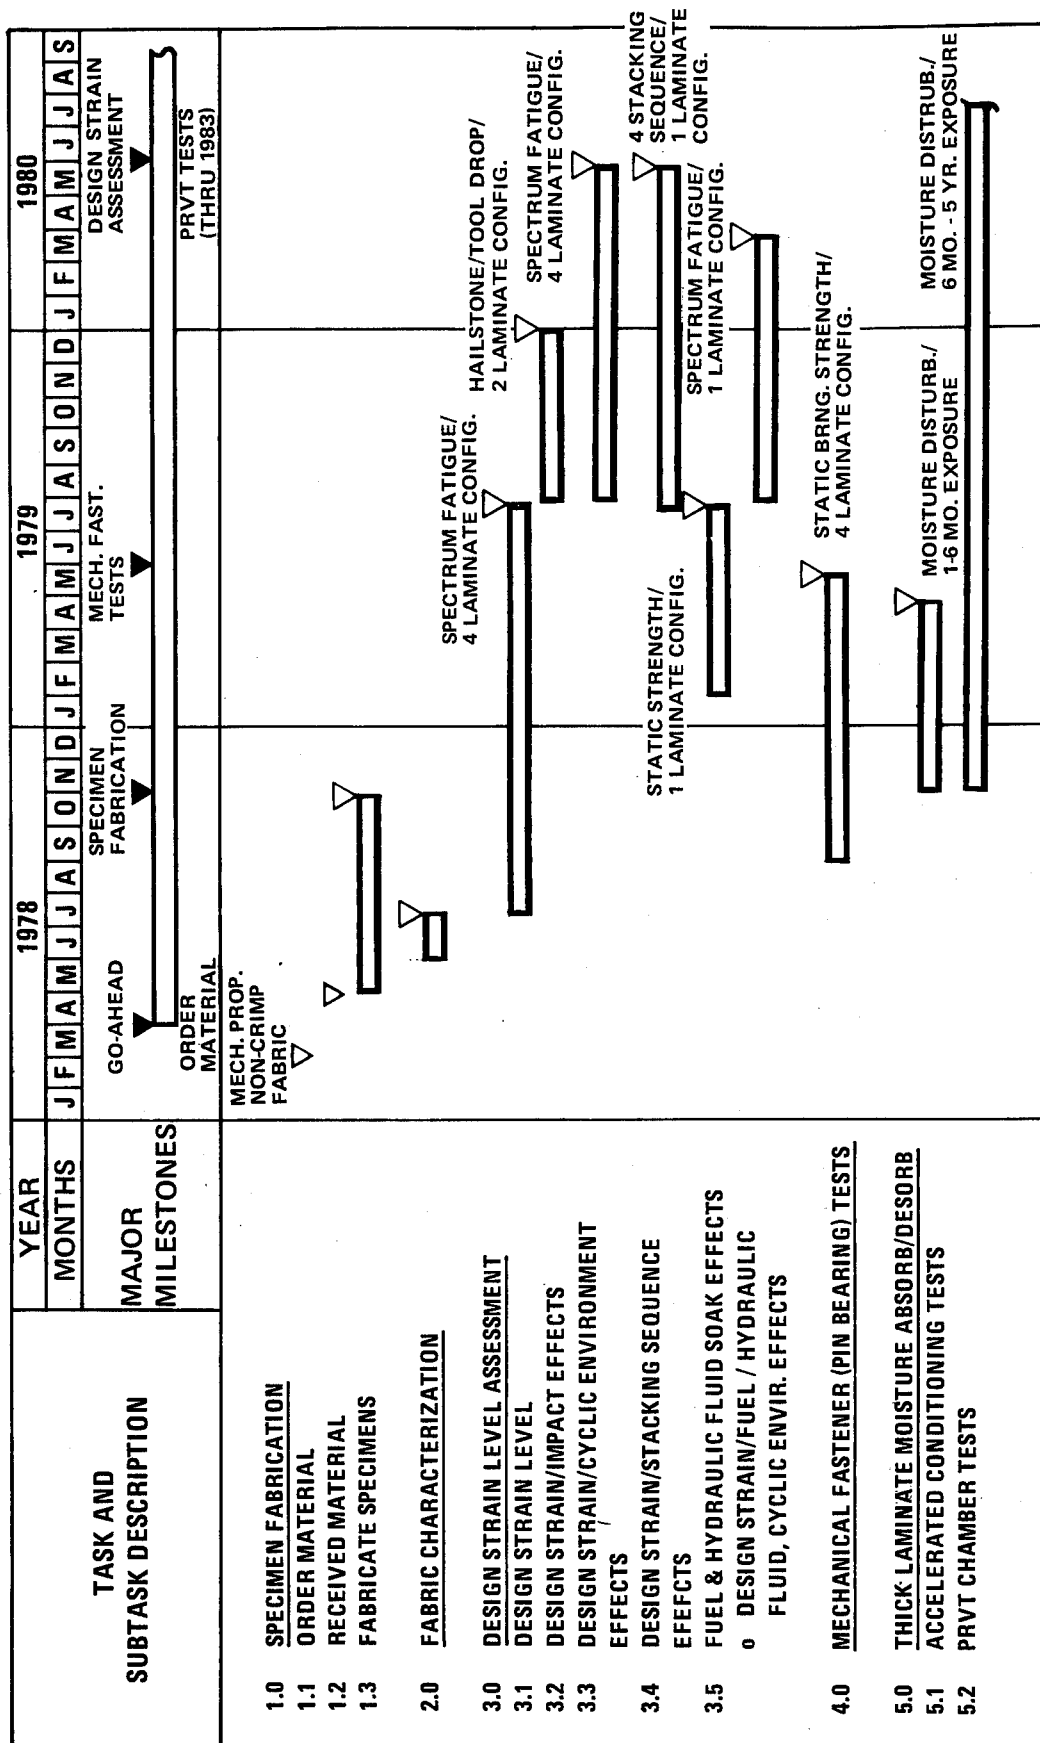 TASK AND
SUBTASK DESCRIPTION
YEAR
MONTHS
MAJOR
MILESTONES
1978
J F M A M J J A S O N D
1979
J F M A M J J A S O N D
1980
J F M A M J J A S
GO-AHEAD
SPECIMEN
FABRICATION
MECH. FAST.
TESTS
DESIGN STRAIN
ASSESSMENT
ORDER
MATERIAL
PRVT TESTS
(THRU 1983)
1.0 SPECIMEN FABRICATION
1.1 ORDER MATERIAL
1.2 RECEIVED MATERIAL
1.3 FABRICATE SPECIMENS
MECH. PROP.
NON-CRIMP
FABRIC
2.0 FABRIC CHARACTERIZATION
3.0 DESIGN STRAIN LEVEL ASSESSMENT
3.1 DESIGN STRAIN LEVEL
SPECTRUM FATIGUE/
4 LAMINATE CONFIG.
3.2 DESIGN STRAIN/IMPACT EFFECTS
HAILSTONE/TOOL DROP/
2 LAMINATE CONFIG.
3.3 DESIGN STRAIN/CYCLIC ENVIRONMENT
EFFECTS
SPECTRUM FATIGUE/
4 LAMINATE CONFIG.
3.4 DESIGN STRAIN/STACKING SEQUENCE
EFFECTS
4 STACKING
SEQUENCE/
1 LAMINATE
CONFIG.
3.5 FUEL & HYDRAULIC FLUID SOAK EFFECTS
STATIC STRENGTH/
1 LAMINATE CONFIG.
o DESIGN STRAIN/FUEL / HYDRAULIC
FLUID, CYCLIC ENVIR. EFFECTS
SPECTRUM FATIGUE/
1 LAMINATE CONFIG.
4.0 MECHANICAL FASTENER (PIN BEARING) TESTS
STATIC BRNG. STRENGTH/
4 LAMINATE CONFIG.
5.0 THICK LAMINATE MOISTURE ABSORB/DESORB
5.1 ACCELERATED CONDITIONING TESTS
MOISTURE DISTURB./
1-6 MO. EXPOSURE
5.2 PRVT CHAMBER TESTS
MOISTURE DISTRUB./
6 MO. - 5 YR. EXPOSURE